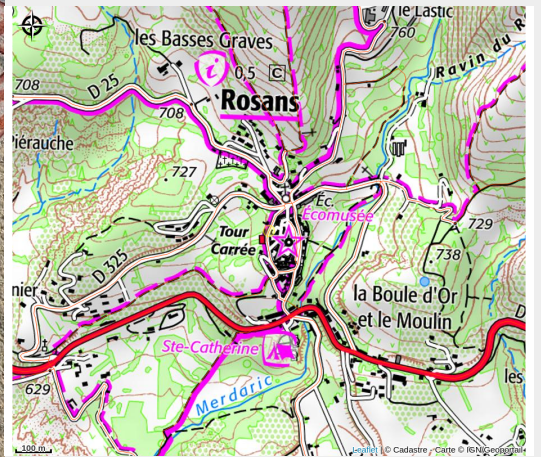 le Lastic
760
les Basses Graves
Ravin du R
708
D 25
i
0,5 C
Rosans
708
Piérauche
727
Éc.
Écomusée
Tour
Carrée
729
738
D 325
nier
la Boule d'Or
et le Moulin
D
Ste-Catherine
les
629
Merdaric
100 m
Leaflet | © Cadastre - Carte © IGN/Geoportail